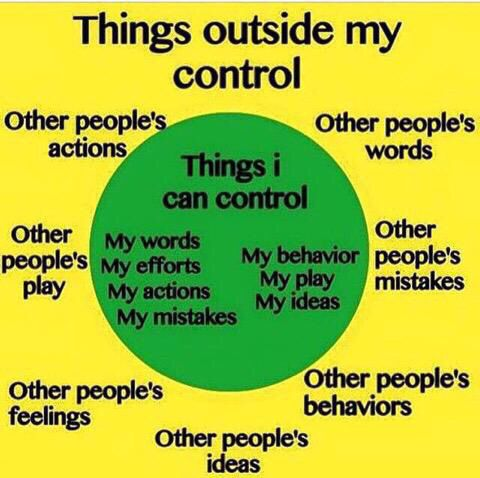 Things outside my
control
Other people's
actions
Other people's
words
Things i
can control
Other
people's
play
My words
My efforts
My actions
My mistakes
My behavior
My play
My ideas
Other
people's
mistakes
Other people's
feelings
Other people's
behaviors
Other people's
ideas